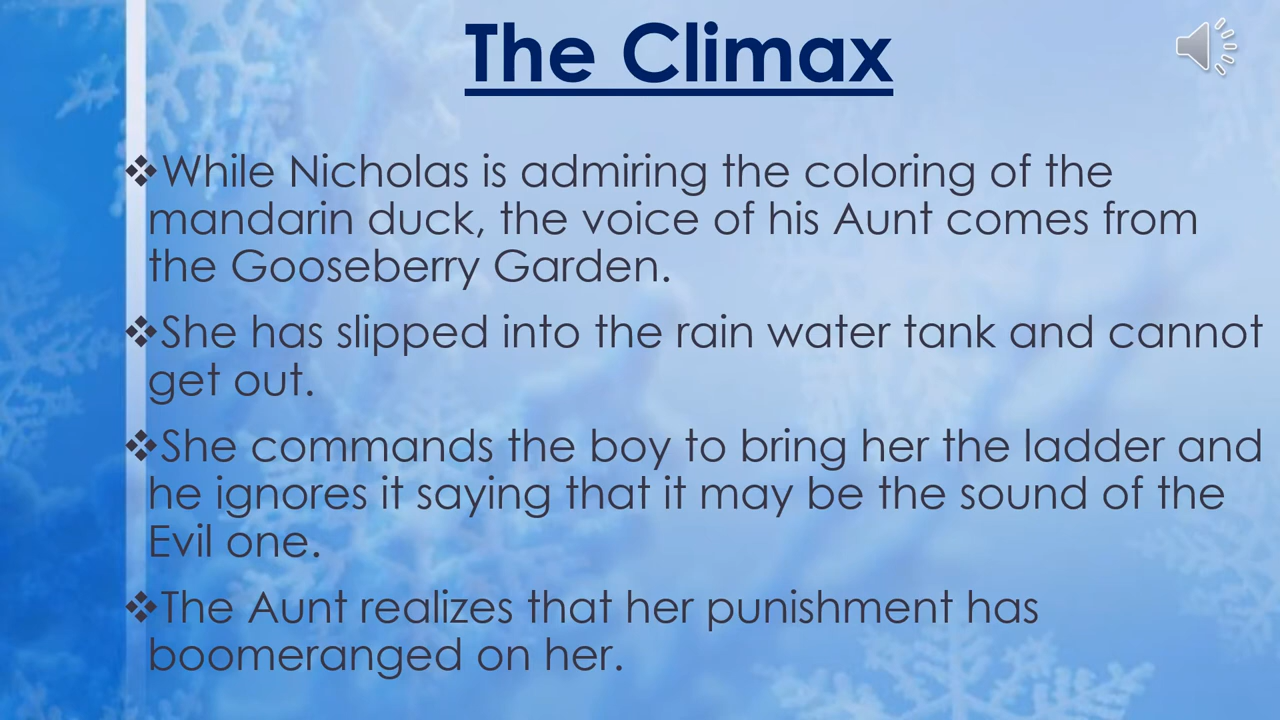 The Climax
❖While Nicholas is admiring the coloring of the
mandarin duck, the voice of his Aunt comes from
the Gooseberry Garden.
❖She has slipped into the rain water tank and cannot
get out.
❖She commands the boy to bring her the ladder and
he ignores it saying that it may be the sound of the
Evil one.
❖The Aunt realizes that her punishment has
boomeranged on her.